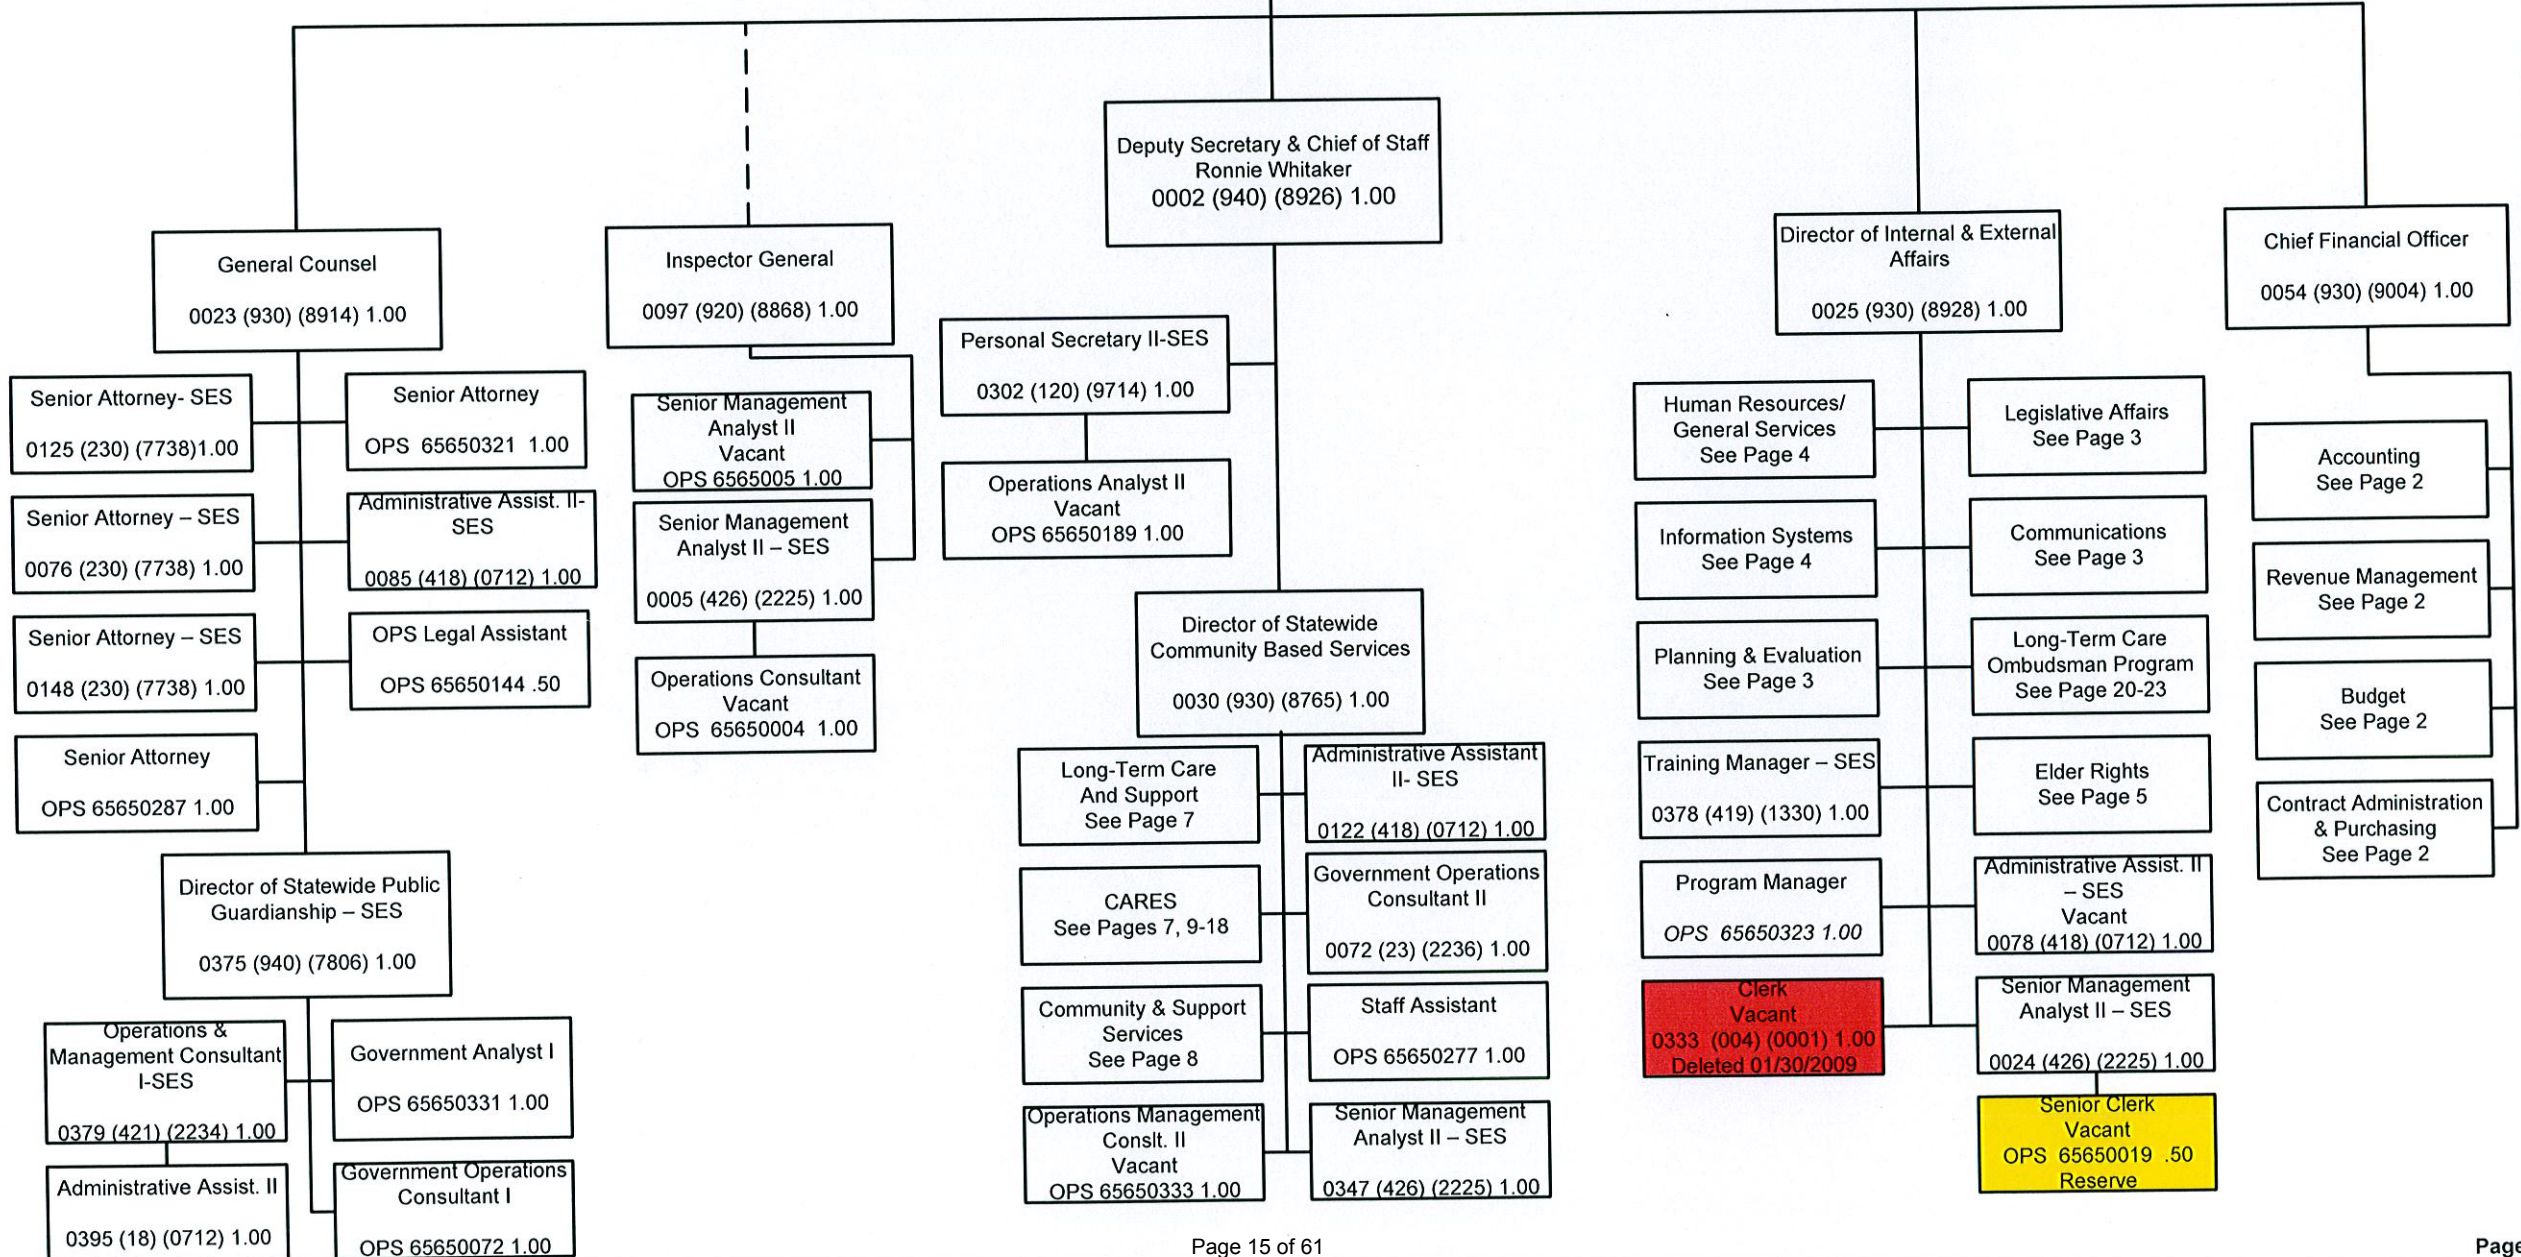 Deputy Secretary & Chief of Staff
Ronnie Whitaker
0002 (940) (8926) 1.00
General Counsel
0023 (930) (8914) 1.00
Senior Attorney- SES
0125 (230) (7738)1.00
Senior Attorney
OPS 65650321 1.00
Senior Attorney – SES
0076 (230) (7738) 1.00
Administrative Assist. II-
SES
0085 (418) (0712) 1.00
Senior Attorney – SES
0148 (230) (7738) 1.00
OPS Legal Assistant
OPS 65650144 .50
Senior Attorney
OPS 65650287 1.00
Director of Statewide Public
Guardianship – SES
0375 (940) (7806) 1.00
Operations &
Management Consultant
I-SES
0379 (421) (2234) 1.00
Government Analyst I
OPS 65650331 1.00
Administrative Assist. II
0395 (18) (0712) 1.00
Government Operations
Consultant I
OPS 65650072 1.00
Inspector General
0097 (920) (8868) 1.00
Senior Management
Analyst II
Vacant
OPS 6565005 1.00
Senior Management
Analyst II – SES
0005 (426) (2225) 1.00
Operations Consultant
Vacant
OPS 65650004 1.00
Personal Secretary II-SES
0302 (120) (9714) 1.00
Operations Analyst II
Vacant
OPS 65650189 1.00
Director of Statewide
Community Based Services
0030 (930) (8765) 1.00
Long-Term Care
And Support
See Page 7
Administrative Assistant
II- SES
0122 (418) (0712) 1.00
CARES
See Pages 7, 9-18
Government Operations
Consultant II
0072 (23) (2236) 1.00
Community & Support
Services
See Page 8
Staff Assistant
OPS 65650277 1.00
Operations Management
Conslt. II
Vacant
OPS 65650333 1.00
Senior Management
Analyst II – SES
0347 (426) (2225) 1.00
Director of Internal & External
Affairs
0025 (930) (8928) 1.00
Human Resources/
General Services
See Page 4
Legislative Affairs
See Page 3
Information Systems
See Page 4
Communications
See Page 3
Planning & Evaluation
See Page 3
Long-Term Care
Ombudsman Program
See Page 20-23
Training Manager – SES
0378 (419) (1330) 1.00
Elder Rights
See Page 5
Program Manager
OPS 65650323 1.00
Administrative Assist. II
– SES
Vacant
0078 (418) (0712) 1.00
Clerk
Vacant
0333 (004) (0001) 1.00
Deleted 01/30/2009
Senior Management
Analyst II – SES
0024 (426) (2225) 1.00
Senior Clerk
Vacant
OPS 65650019 .50
Reserve
Chief Financial Officer
0054 (930) (9004) 1.00
Accounting
See Page 2
Revenue Management
See Page 2
Budget
See Page 2
Contract Administration
& Purchasing
See Page 2
Page 15 of 61
Page